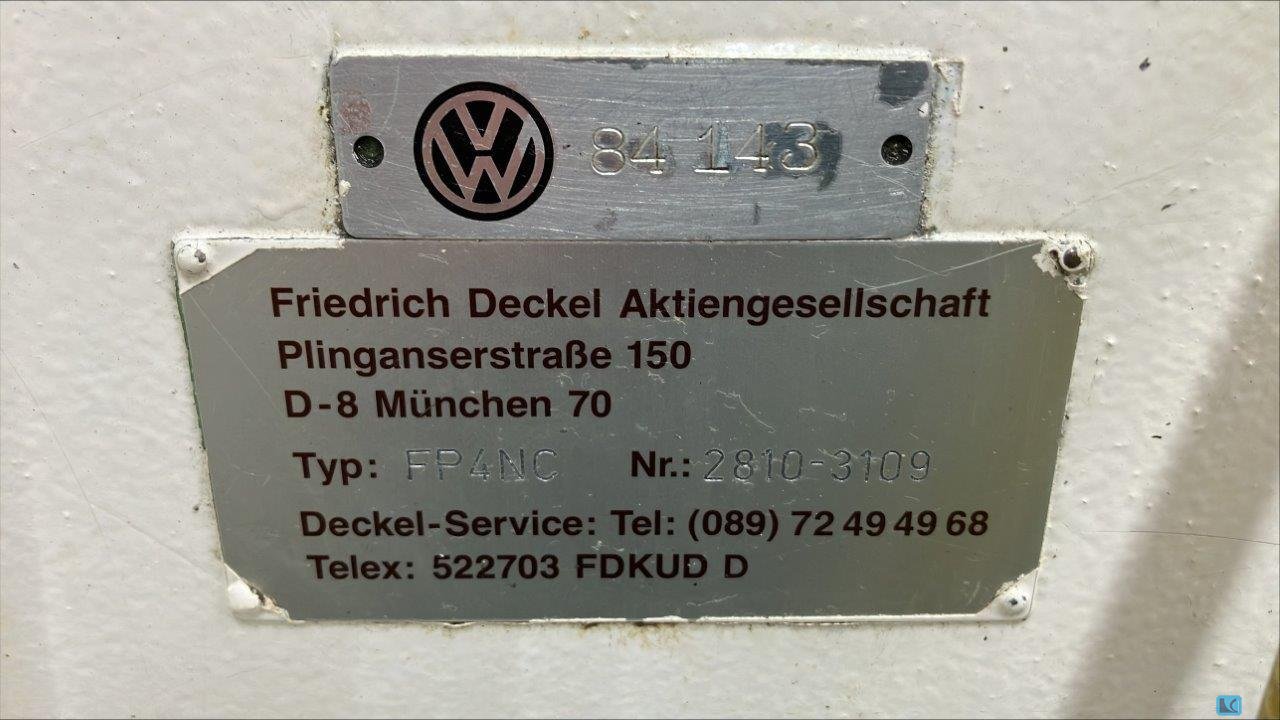 VW 84 143
Friedrich Deckel Aktiengesellschaft
Plinganserstraße 150
D-8 München 70
Typ: FP4NC Nr.: 2810-3109
Deckel-Service: Tel: (089) 72 49 49 68
Telex: 522703 FDKUD D